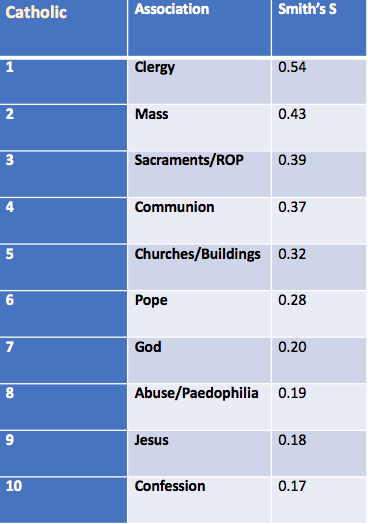 Catholic Association Smith's S
1 Clergy 0.54
2 Mass 0.43
3 Sacraments/ROP 0.39
4 Communion 0.37
5 Churches/Buildings 0.32
6 Pope 0.28
7 God 0.20
8 Abuse/Paedophilia 0.19
9 Jesus 0.18
10 Confession 0.17